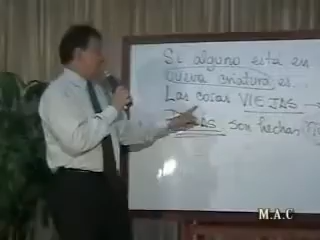 Si alguno esta en
nueva criatura es...
Las cosas VIEJAS
son hechas
M.A.C